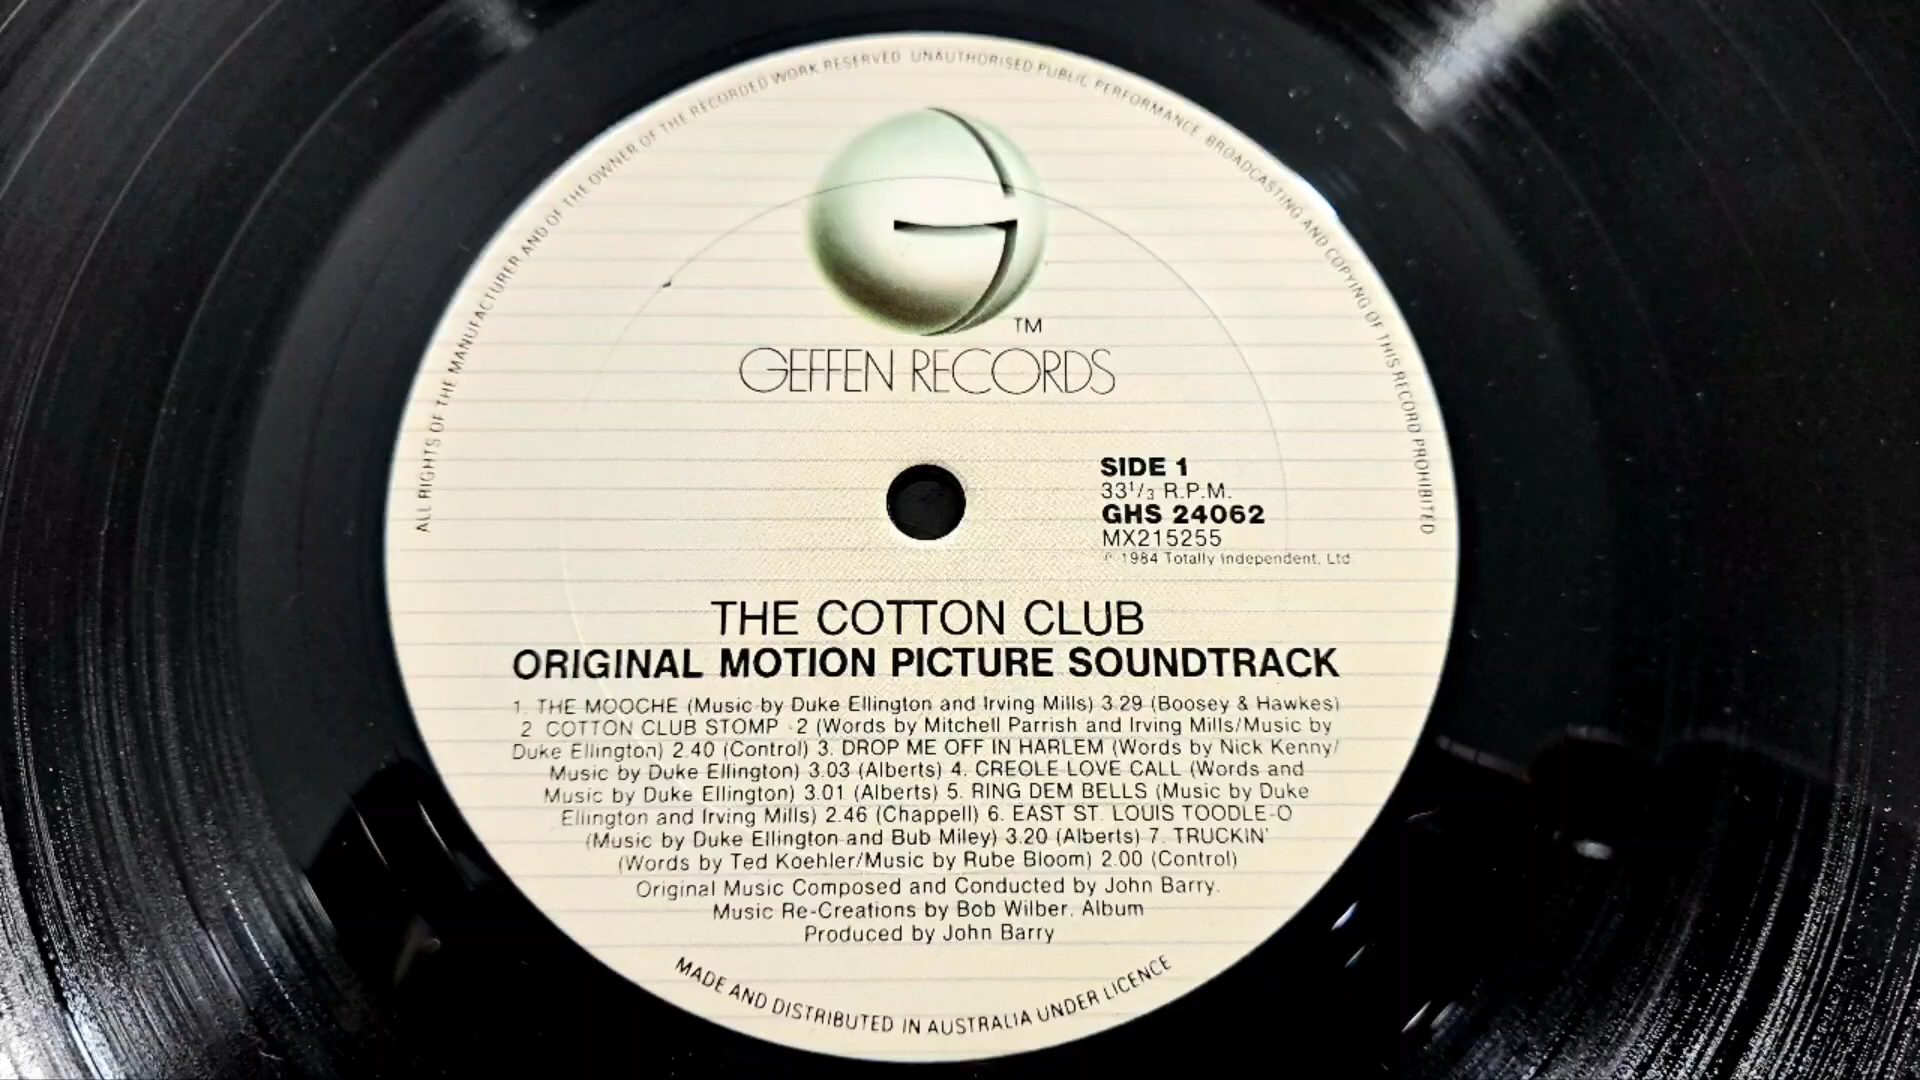 ALL RIGHTS OF THE MANUFACTURER AND OF THE OWNER OF THE RECORDED WORK RESERVED. UNAUTHORISED PUBLIC PERFORMANCE BROADCASTING AND COPYING OF THIS RECORD PROHIBITED
TM
GEFFEN RECORDS
SIDE 1
33⅓ R.P.M.
GHS 24062
MX215255
℗ 1984 Totally Independent, Ltd
THE COTTON CLUB
ORIGINAL MOTION PICTURE SOUNDTRACK
1. THE MOOCHE (Music by Duke Ellington and Irving Mills) 3.29 (Boosey & Hawkes)
2 COTTON CLUB STOMP - 2 (Words by Mitchell Parrish and Irving Mills/Music by
Duke Ellington) 2.40 (Control) 3. DROP ME OFF IN HARLEM (Words by Nick Kenny/
Music by Duke Ellington) 3.03 (Alberts) 4. CREOLE LOVE CALL (Words and
Music by Duke Ellington) 3.01 (Alberts) 5. RING DEM BELLS (Music by Duke
Ellington and Irving Mills) 2.46 (Chappell) 6. EAST ST. LOUIS TOODLE-O
(Music by Duke Ellington and Bub Miley) 3.20 (Alberts) 7. TRUCKIN'
(Words by Ted Koehler/Music by Rube Bloom) 2.00 (Control)
Original Music Composed and Conducted by John Barry.
Music Re-Creations by Bob Wilber. Album
Produced by John Barry
MADE AND DISTRIBUTED IN AUSTRALIA UNDER LICENCE